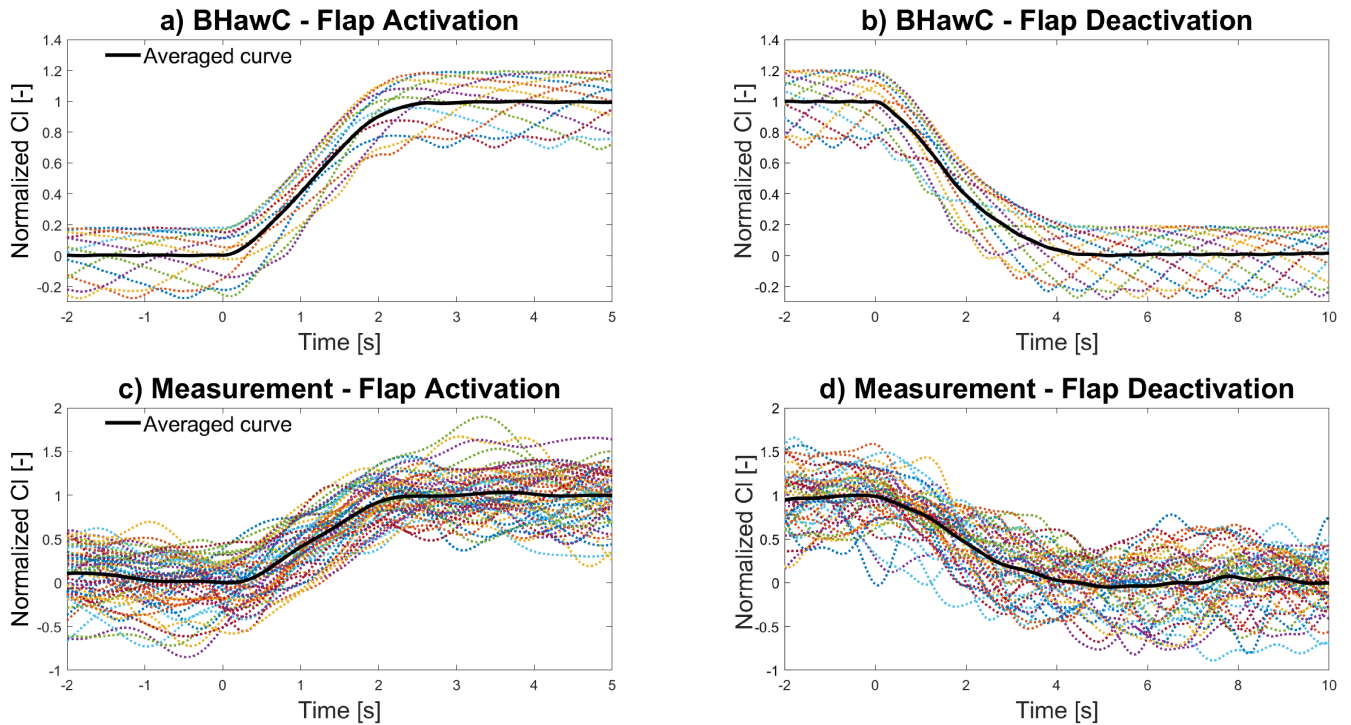 a) BHawC - Flap Activation
Averaged curve
Normalized Cl [-]
1.4
1.2
1
0.8
0.6
0.4
0.2
0
-0.2
-2 -1 0 1 2 3 4 5
Time [s]
b) BHawC - Flap Deactivation
Normalized Cl [-]
1.4
1.2
1
0.8
0.6
0.4
0.2
0
-0.2
-2 0 2 4 6 8 10
Time [s]
c) Measurement - Flap Activation
Averaged curve
Normalized Cl [-]
2
1.5
1
0.5
0
-0.5
-1
-2 -1 0 1 2 3 4 5
Time [s]
d) Measurement - Flap Deactivation
Normalized Cl [-]
2
1.5
1
0.5
0
-0.5
-1
-2 0 2 4 6 8 10
Time [s]